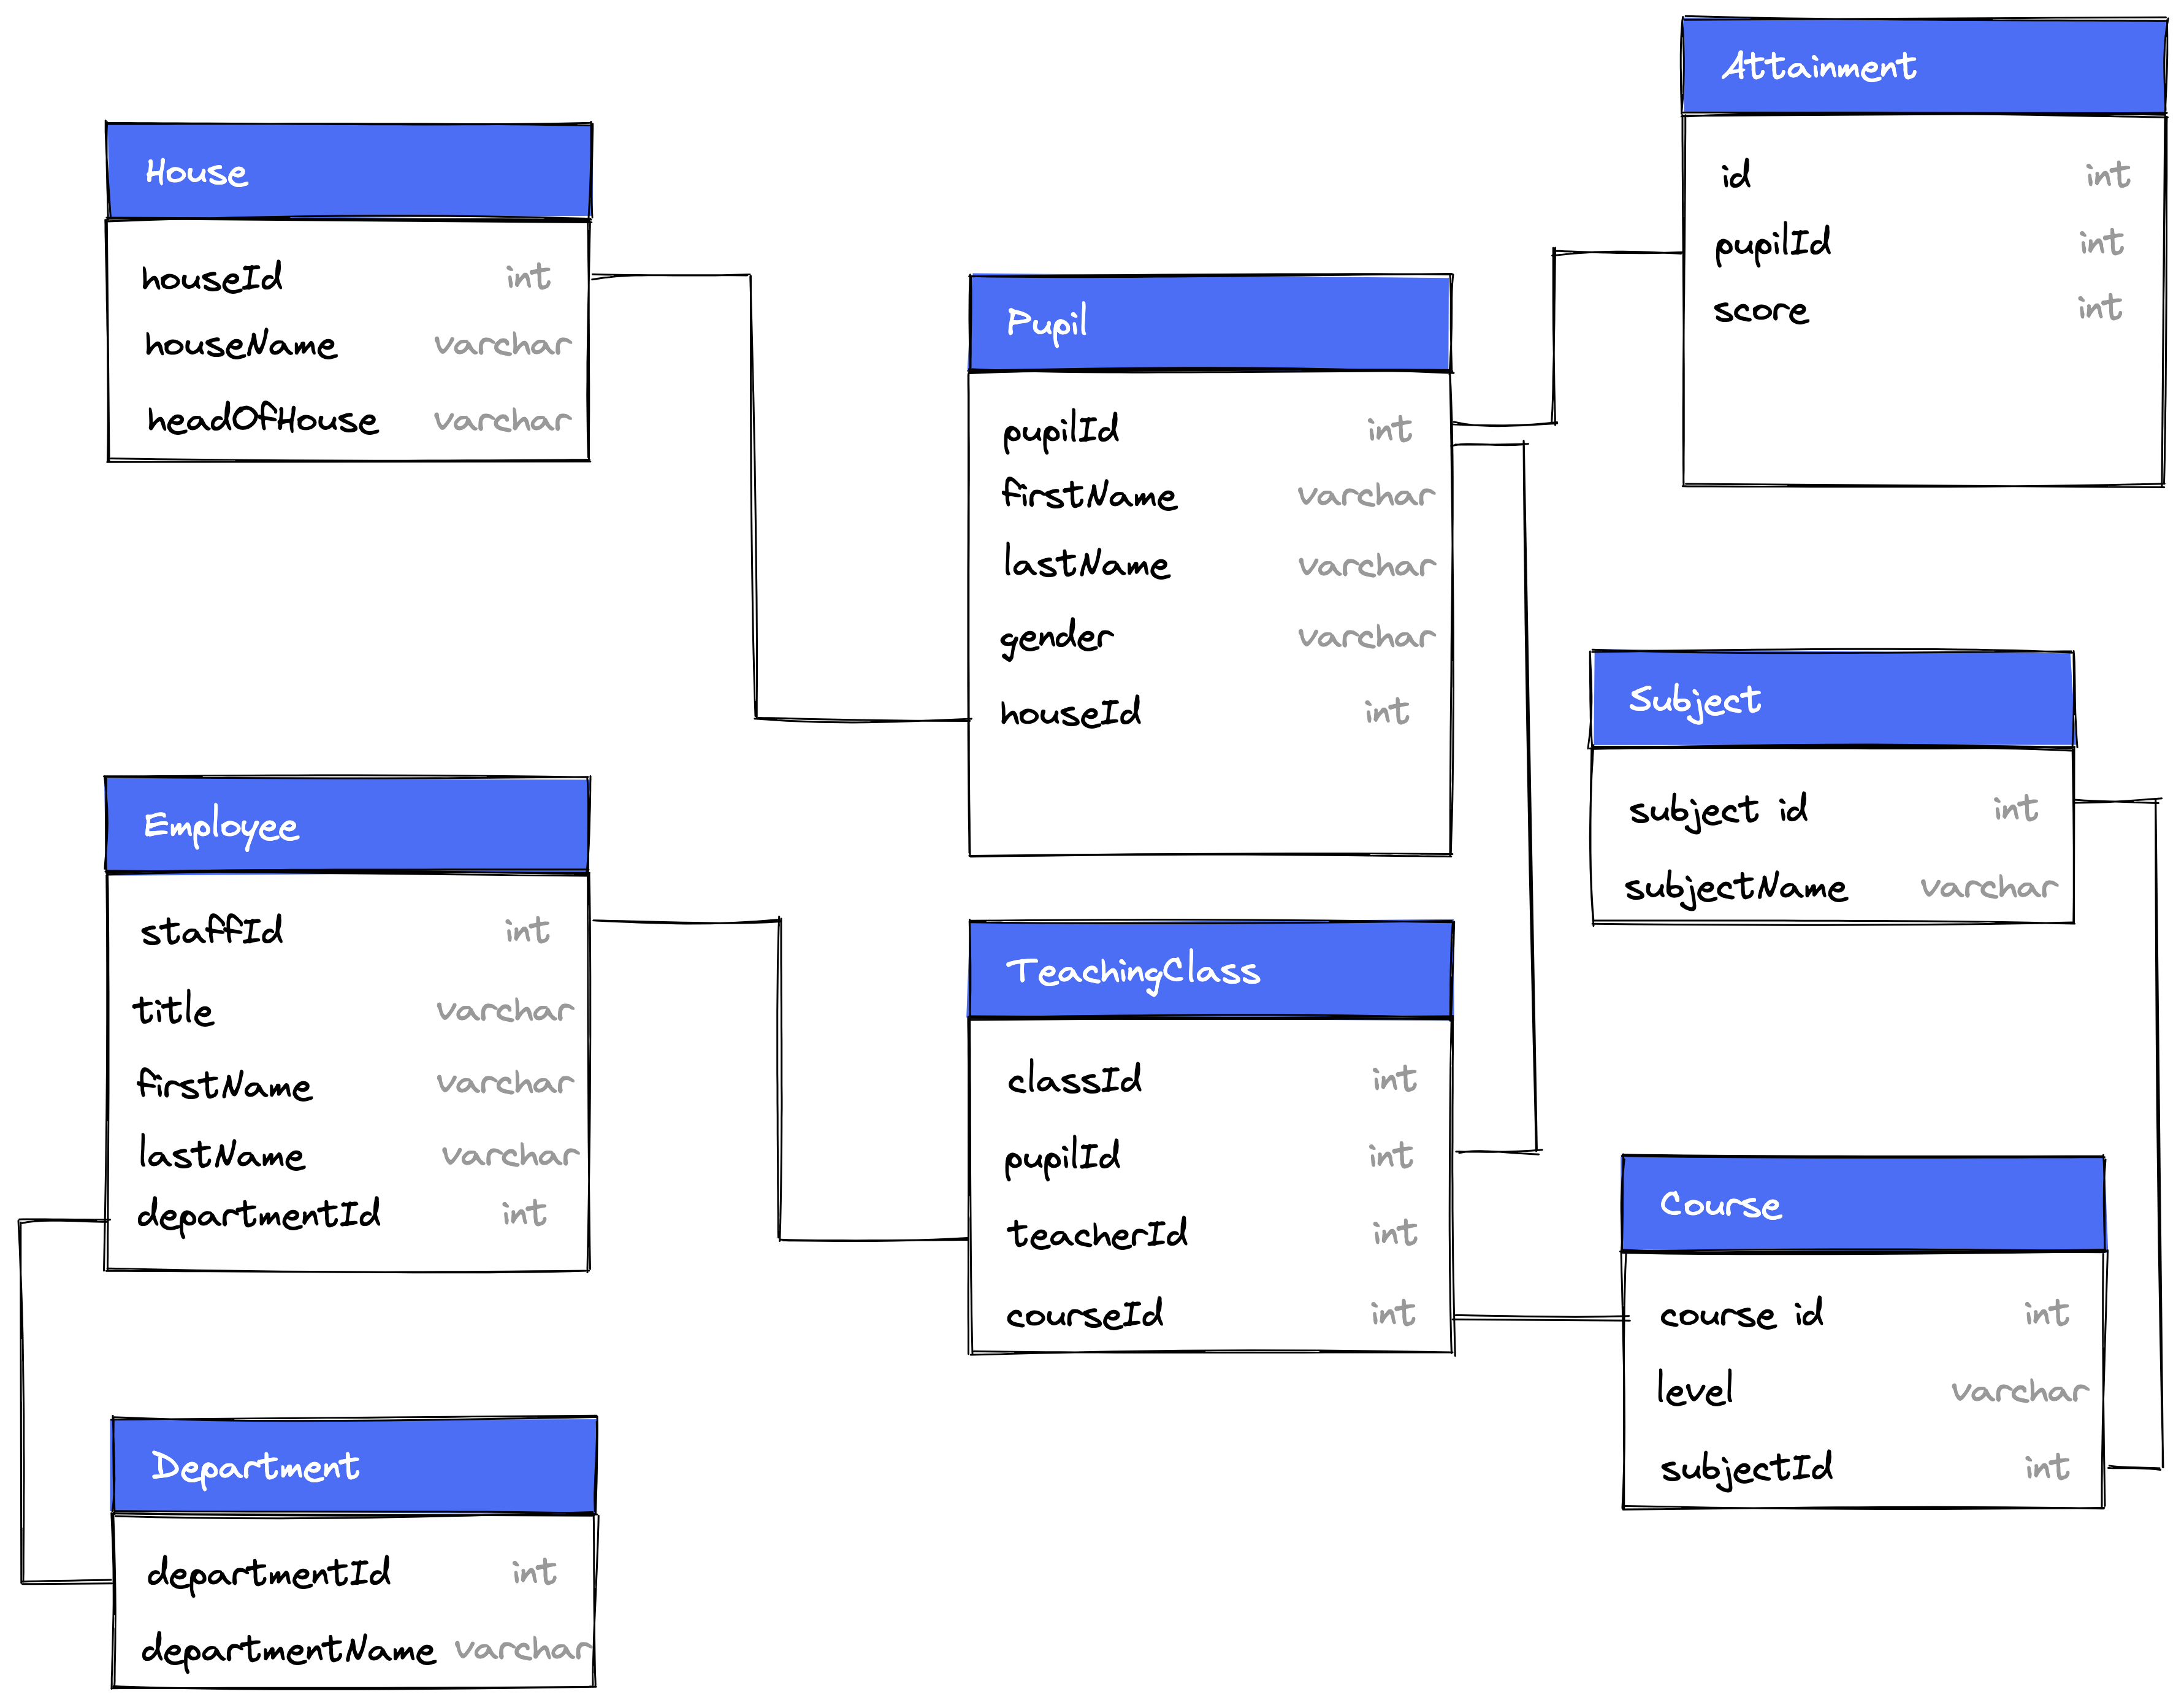 House
houseId int
houseName varchar
headOfHouse varchar
Pupil
pupilId int
firstName varchar
lastName varchar
gender varchar
houseId int
Attainment
id int
pupilId int
score int
Subject
subject id int
subjectName varchar
Employee
staffId int
title varchar
firstName varchar
lastName varchar
departmentId int
TeachingClass
classId int
pupilId int
teacherId int
courseId int
Course
course id int
level varchar
subjectId int
Department
departmentId int
departmentName varchar